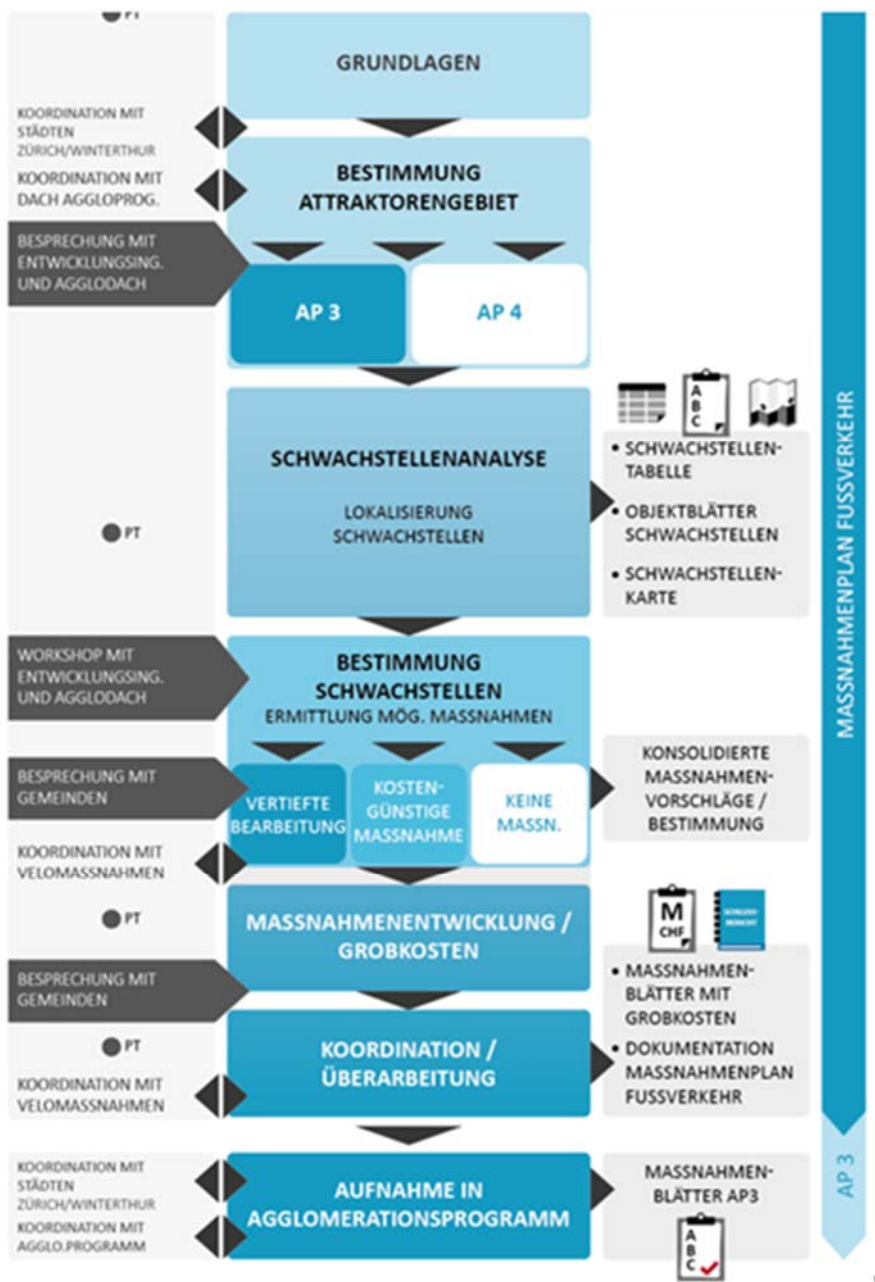 PT
GRUNDLAGEN
KOORDINATION MIT
STÄDTEN
ZÜRICH/WINTERTHUR
KOORDINATION MIT
DACH AGGLOPROG.
BESTIMMUNG
ATTRAKTORENGEBIET
BESPRECHUNG MIT
ENTWICKLUNGSING.
UND AGGLODACH
AP 3
AP 4
SCHWACHSTELLENANALYSE
LOKALISIERUNG
SCHWACHSTELLEN
A
B
C
• SCHWACHSTELLEN-
TABELLE
• OBJEKTBLÄTTER
SCHWACHSTELLEN
• SCHWACHSTELLEN-
KARTE
PT
WORKSHOP MIT
ENTWICKLUNGSING.
UND AGGLODACH
BESTIMMUNG
SCHWACHSTELLEN
ERMITTLUNG MÖG. MASSNAHMEN
BESPRECHUNG MIT
GEMEINDEN
VERTIEFTE
BEARBEITUNG
KOSTEN-
GÜNSTIGE
MASSNAHME
KEINE
MASSN.
KONSOLIDIERTE
MASSNAHMEN-
VORSCHLÄGE /
BESTIMMUNG
KOORDINATION MIT
VELOMASSNAHMEN
PT
MASSNAHMENENTWICKLUNG /
GROBKOSTEN
M
CHF
SCHLUSS-
BERICHT
BESPRECHUNG MIT
GEMEINDEN
• MASSNAHMEN-
BLÄTTER MIT
GROBKOSTEN
• DOKUMENTATION
MASSNAHMENPLAN
FUSSVERKEHR
PT
KOORDINATION /
ÜBERARBEITUNG
KOORDINATION MIT
VELOMASSNAHMEN
KOORDINATION MIT
STÄDTEN
ZÜRICH/WINTERTHUR
KOORDINATION MIT
AGGLO.PROGRAMM
AUFNAHME IN
AGGLOMERATIONSPROGRAMM
MASSNAHMEN-
BLÄTTER AP3
A
B
C
MASSNAHMENPLAN FUSSVERKEHR
AP 3